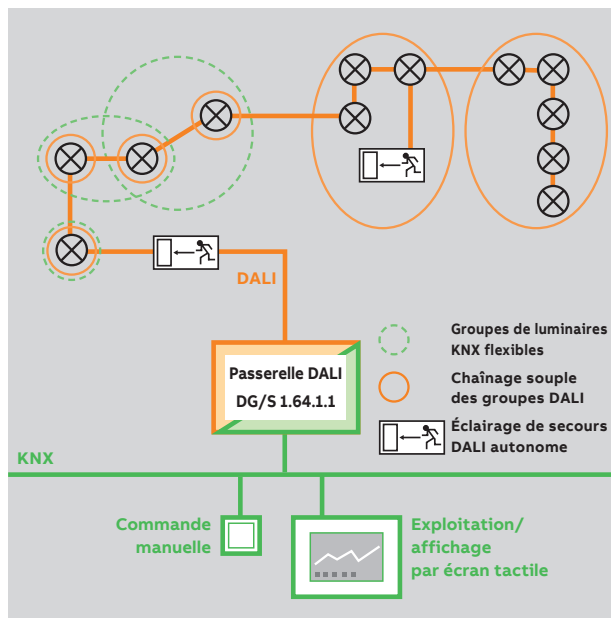 DALI
Passerelle DALI
DG/S 1.64.1.1
Groupes de luminaires
KNX flexibles
Chaînage souple
des groupes DALI
Éclairage de secours
DALI autonome
KNX
Commande
manuelle
Exploitation/
affichage
par écran tactile